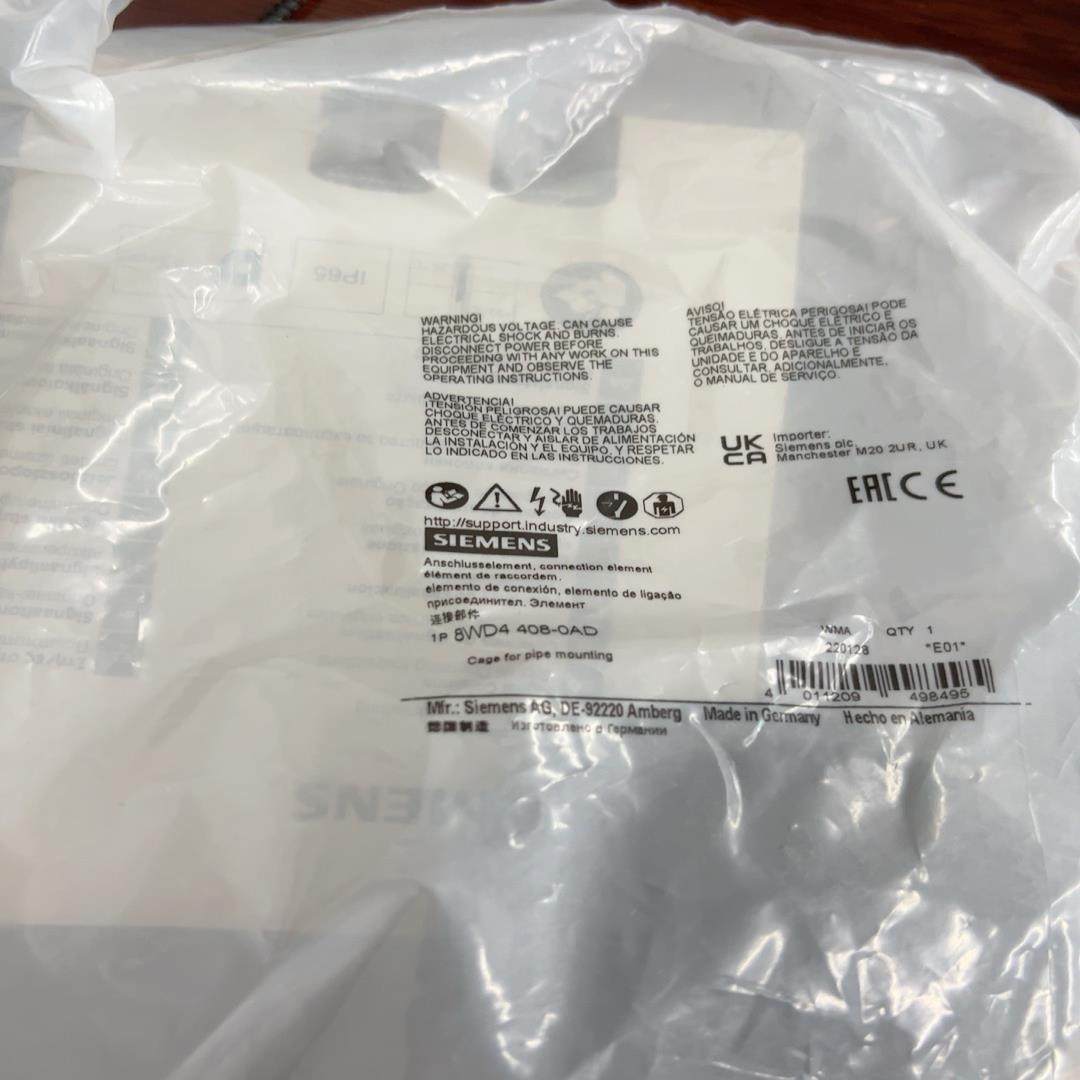 WARNING!
HAZARDOUS VOLTAGE. CAN CAUSE
ELECTRICAL SHOCK AND BURNS.
DISCONNECT POWER BEFORE
PROCEEDING WITH ANY WORK ON THIS
EQUIPMENT AND OBSERVE THE
OPERATING INSTRUCTIONS.
AVISO!
TENSÃO ELÉTRICA PERIGOSA! PODE
CAUSAR UM CHOQUE ELÉTRICO E
QUEIMADURAS. ANTES DE INICIAR OS
TRABALHOS, DESLIGUE A TENSÃO DA
UNIDADE E DO APARELHO E
CONSULTAR, ADICIONALMENTE,
O MANUAL DE SERVIÇO.
ADVERTENCIA!
¡TENSIÓN PELIGROSA! PUEDE CAUSAR
CHOQUE ELÉCTRICO Y QUEMADURAS.
ANTES DE COMENZAR LOS TRABAJOS
DESCONECTAR Y AISLAR DE ALIMENTACIÓN
LA INSTALACIÓN Y EL EQUIPO, Y RESPETAR
LO INDICADO EN LAS INSTRUCCIONES.
UK
CA
Importer:
Siemens plc,
Manchester M20 2UR, UK
EAC CE
http://support.industry.siemens.com
SIEMENS
Anschlusselement, connection element
élément de raccordem.
elemento de conexión, elemento de ligação
присоединител. Элемент
连接部件
1P 8WD4 408-0AD
Cage for pipe mounting
WMA QTY 1
220128 "E01"
4 011209 498495
Mfr.: Siemens AG, DE-92220 Amberg Made in Germany Hecho en Alemania
德国制造 Изготовлено в Германии
IP65
SIEMENS